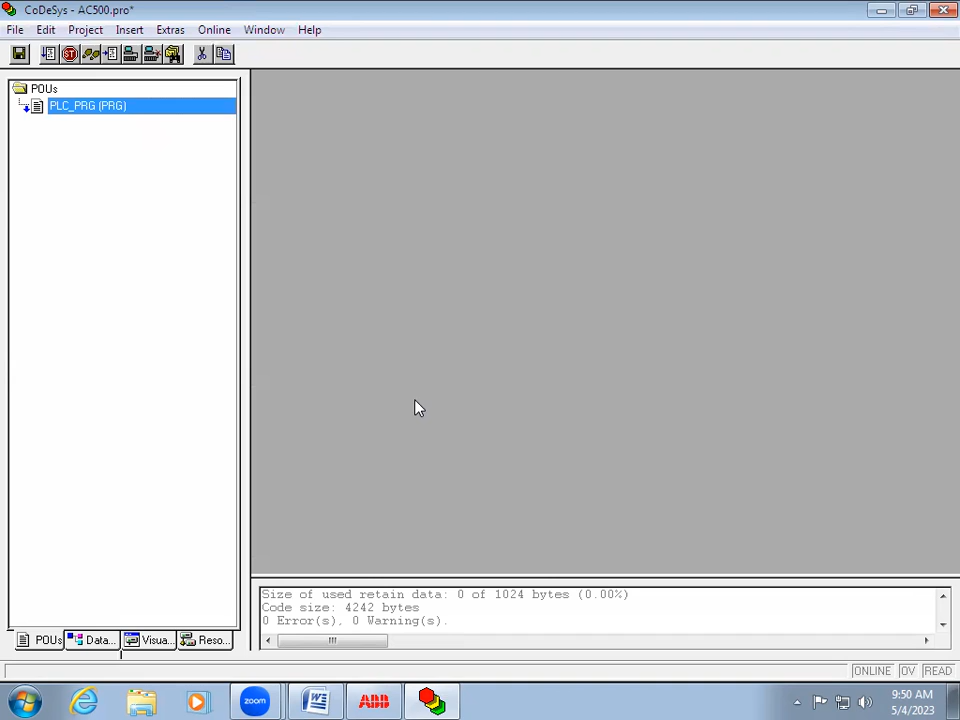 CoDeSys - AC500.pro*
File Edit Project Insert Extras Online Window Help
POUs
PLC_PRG (PRG)
Size of used retain data: 0 of 1024 bytes (0.00%)
Code size: 4242 bytes
0 Error(s), 0 Warning(s).
POUs Data... Visua... Reso...
ONLINE OV READ
zoom ABB
9:50 AM
5/4/2023